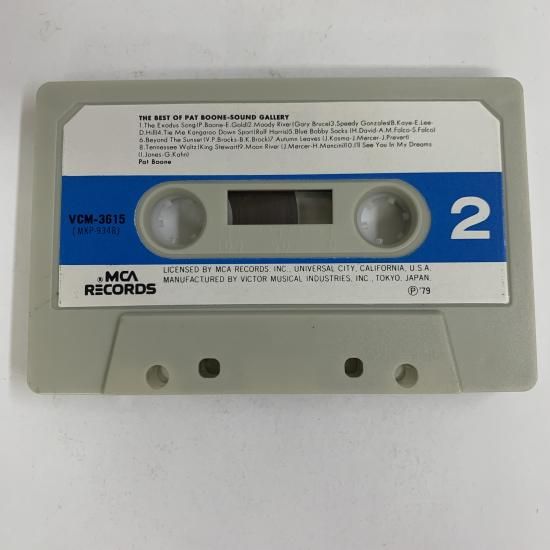 THE BEST OF PAT BOONE-SOUND GALLERY
1.The Exodus Song(P.Boone-E.Gold)2.Moody River(Gary Bruce)3.Speedy Gonzales(B.Kaye-E.Lee-
D.Hill)4.Tie Me Kangaroo Down Sport(Rolf Harris)5.Blue Bobby Socks (H.David-A.M.Falco-S.Falco)
6.Beyond The Sunset(V.P.Brocks-B.K.Brock)7.Autumn Leaves (J.Kosma-J.Mercer-J.Prevert)
8.Tennessee Waltz(King Stewart)9.Moon River (J.Mercer-H.Mancini)10.I'll See You In My Dreams
(I.Jones-G.Kahn)
Pat Boone
VCM-3615
(MKP-9348)
2
MCA RECORDS
LICENSED BY MCA RECORDS. INC., UNIVERSAL CITY, CALIFORNIA, U.S.A.
MANUFACTURED BY VICTOR MUSICAL INDUSTRIES, INC., TOKYO, JAPAN.
Ⓟ'79